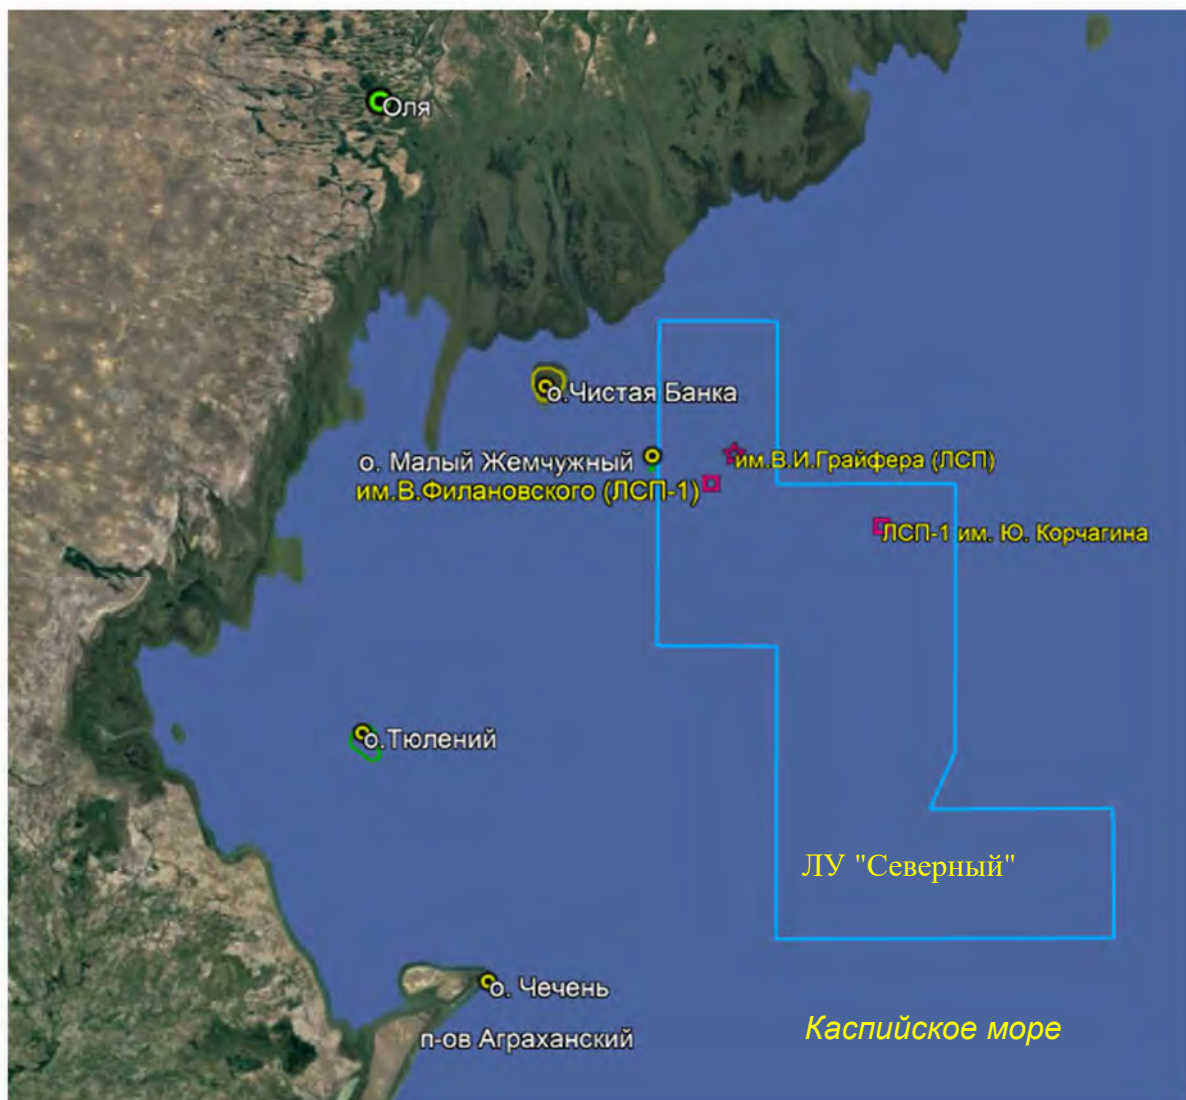 Оля
о.Чистая Банка
о. Малый Жемчужный
им.В.И.Грайфера (ЛСП)
им.В.Филановского (ЛСП-1)
ЛСП-1 им. Ю. Корчагина
о.Тюлений
ЛУ "Северный"
о. Чечень
п-ов Аграханский
Каспийское море